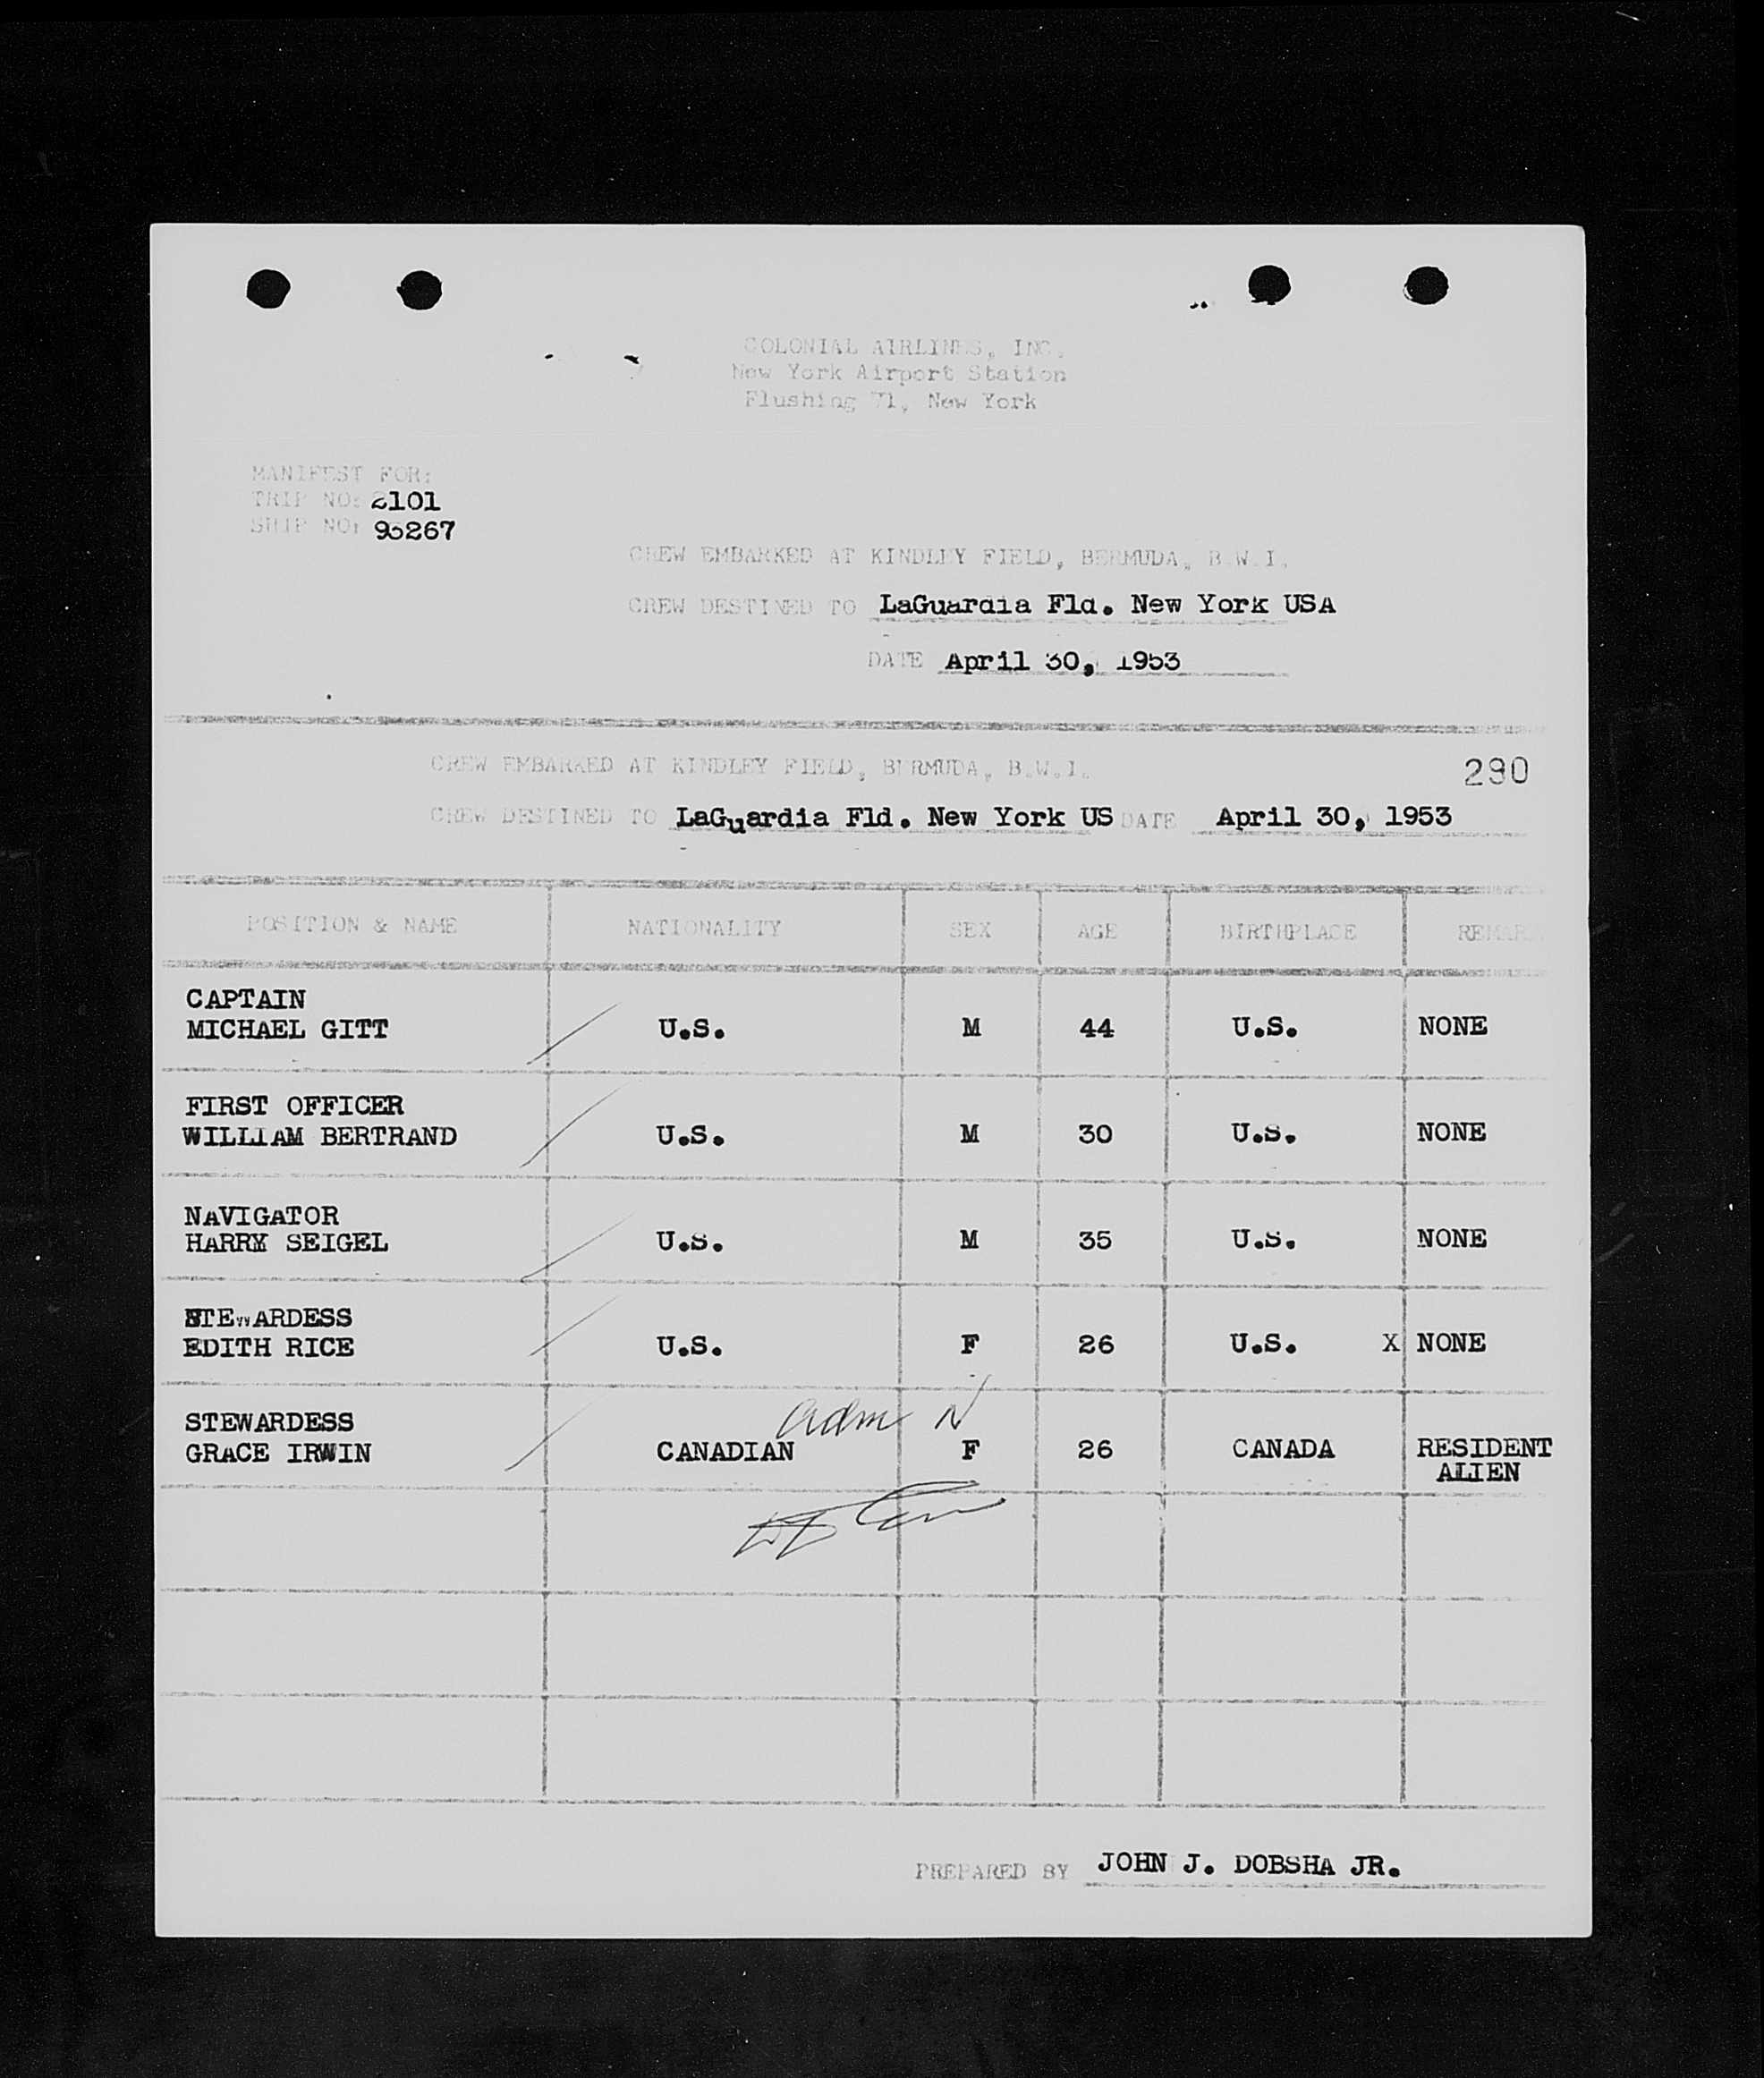 COLONIAL AIRLINES, INC.
New York Airport Station
Flushing 71, New York
MANIFEST FOR:
TRIP NO: 2101
SHIP NO: 93267
CREW EMBARKED AT KINDLEY FIELD, BERMUDA, B.W.I.
CREW DESTINED TO LaGuardia Fld. New York USA
DATE April 30, 1953
CREW EMBARKED AT KINDLEY FIELD, BERMUDA, B.W.I.
290
CREW DESTINED TO LaGuardia Fld. New York US DATE April 30, 1953
POSITION & NAME NATIONALITY SEX AGE BIRTHPLACE REMARK
CAPTAIN
MICHAEL GITT U.S. M 44 U.S. NONE
FIRST OFFICER
WILLIAM BERTRAND U.S. M 30 U.S. NONE
NAVIGATOR
HARRY SEIGEL U.S. M 35 U.S. NONE
STEWARDESS
EDITH RICE U.S. F 26 U.S. X NONE
adm N
STEWARDESS
GRACE IRWIN CANADIAN F 26 CANADA RESIDENT
ALIEN
PREPARED BY JOHN J. DOBSHA JR.